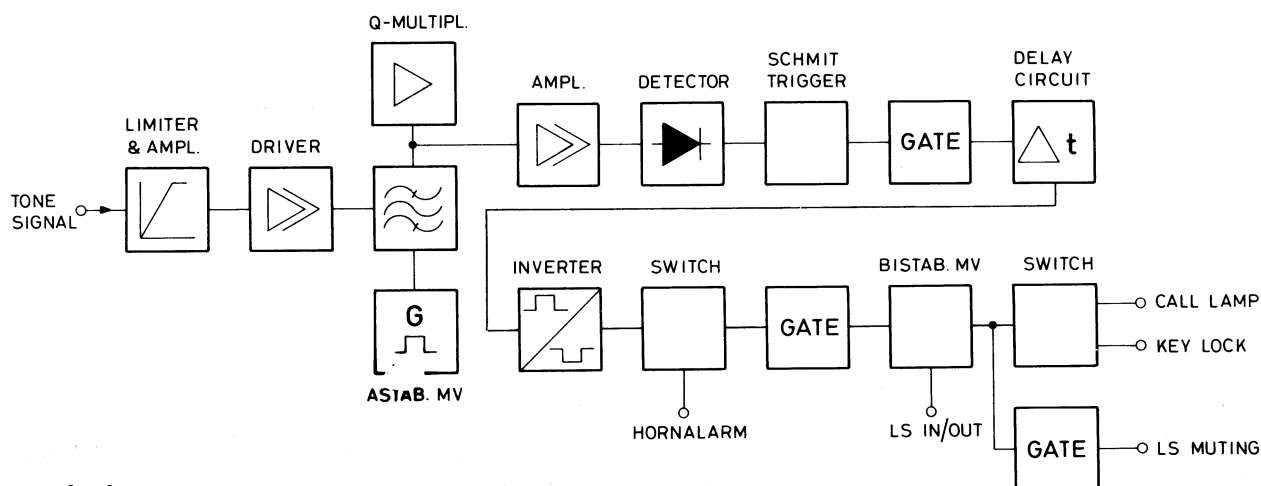 Q-MULTIPL.
LIMITER
& AMPL.
DRIVER
AMPL.
DETECTOR
SCHMIT
TRIGGER
DELAY
CIRCUIT
GATE
t
TONE
SIGNAL
G
ASTAB. MV
INVERTER
SWITCH
GATE
BISTAB. MV
SWITCH
CALL LAMP
KEY LOCK
HORNALARM
LS IN/OUT
GATE
LS MUTING